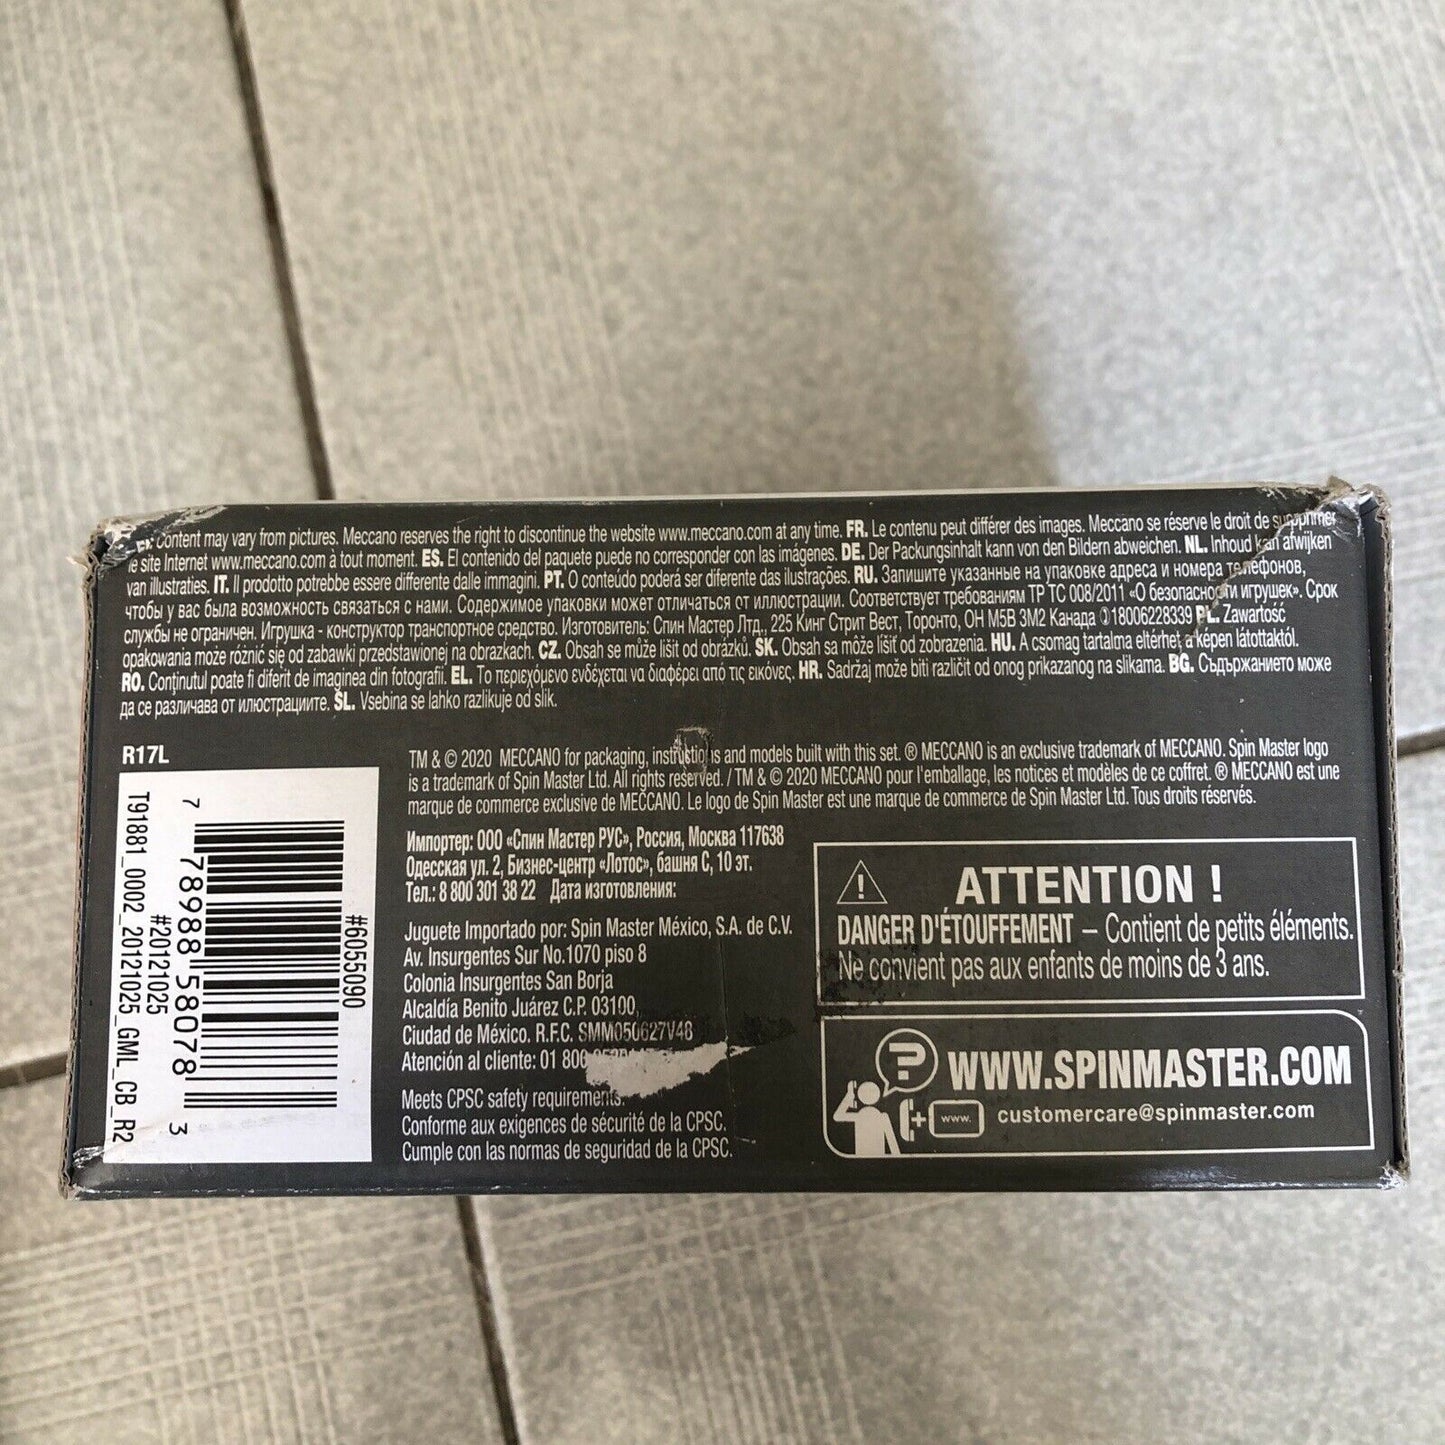 Content may vary from pictures. Meccano reserves the right to discontinue the website www.meccano.com at any time. FR. Le contenu peut différer des images. Meccano se réserve le droit de supprimer
le site Internet www.meccano.com à tout moment. ES. El contenido del paquete puede no corresponder con las imágenes. DE. Der Packungsinhalt kann von den Bildern abweichen. NL. Inhoud kan afwijken
van illustraties. IT. Il prodotto potrebbe essere differente dalle immagini. PT. O conteúdo poderá ser diferente das ilustrações. RU. Запишите указанные на упаковке адреса и номера телефонов,
чтобы у вас была возможность связаться с нами. Содержимое упаковки может отличаться от иллюстрации. Соответствует требованиям ТР ТС 008/2011 «О безопасности игрушек». Срок
службы не ограничен. Игрушка - конструктор транспортное средство. Изготовитель: Спин Мастер Лтд., 225 Кинг Стрит Вест, Торонто, ОН M5B 3M2 Канада ✆18006228339 PL. Zawartość
opakowania może różnić się od zabawki przedstawionej na obrazkach. CZ. Obsah se může lišit od obrázků. SK. Obsah sa môže líšiť od zobrazenia. HU. A csomag tartalma eltérhet a képen látottaktól.
RO. Conținutul poate fi diferit de imaginea din fotografii. EL. Το περιεχόμενο ενδέχεται να διαφέρει από τις εικόνες. HR. Sadržaj može biti različit od onog prikazanog na slikama. BG. Съдържанието може
да се различава от илюстрациите. SL. Vsebina se lahko razlikuje od slik.
R17L
TM & © 2020 MECCANO for packaging, instructions and models built with this set. ® MECCANO is an exclusive trademark of MECCANO. Spin Master logo
is a trademark of Spin Master Ltd. All rights reserved. / TM & © 2020 MECCANO pour l'emballage, les notices et modèles de ce coffret. ® MECCANO est une
marque de commerce exclusive de MECCANO. Le logo de Spin Master est une marque de commerce de Spin Master Ltd. Tous droits réservés.
#6055090
7 78988 58078 3
#20121025
T91881_0002_20121025_GML_CB_R2
Импортер: ООО «Спин Мастер РУС», Россия, Москва 117638
Одесская ул. 2, Бизнес-центр «Лотос», башня С, 10 эт.
Тел.: 8 800 301 38 22 Дата изготовления:
Juguete Importado por: Spin Master México, S.A. de C.V.
Av. Insurgentes Sur No.1070 piso 8
Colonia Insurgentes San Borja
Alcaldía Benito Juárez C.P. 03100,
Ciudad de México. R.F.C. SMM050627V48
Atención al cliente: 01 800
Meets CPSC safety requirements.
Conforme aux exigences de sécurité de la CPSC.
Cumple con las normas de seguridad de la CPSC.
ATTENTION !
DANGER D'ÉTOUFFEMENT – Contient de petits éléments.
Ne convient pas aux enfants de moins de 3 ans.
? WWW.SPINMASTER.COM
+ www. customercare@spinmaster.com